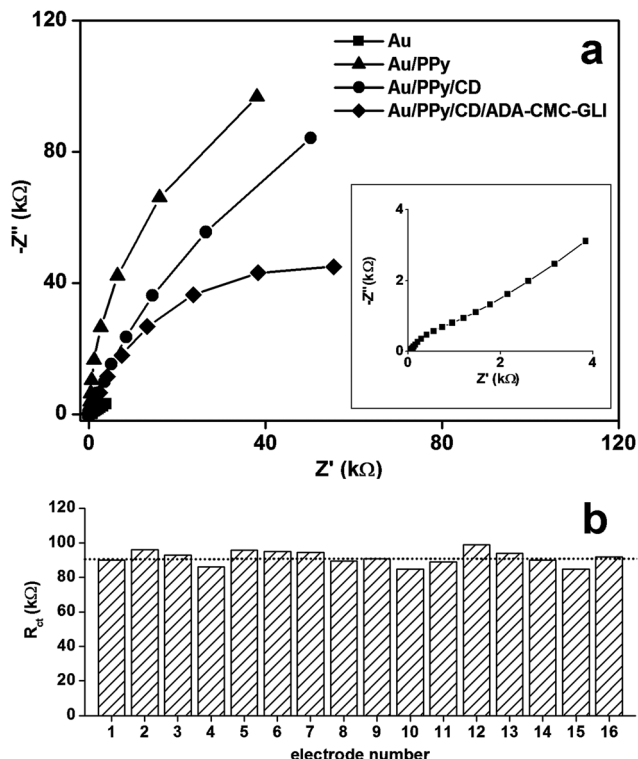 120
a
Au
Au/PPy
Au/PPy/CD
Au/PPy/CD/ADA-CMC-GLI
80
-Z'' (kΩ)
4
-Z''(kΩ)
2
40
0
0
2
4
Z' (kΩ)
0
0
40
80
120
Z' (kΩ)
b
120
100
80
R_ct (kΩ)
60
40
20
0
1 2 3 4 5 6 7 8 9 10 11 12 13 14 15 16
electrode number